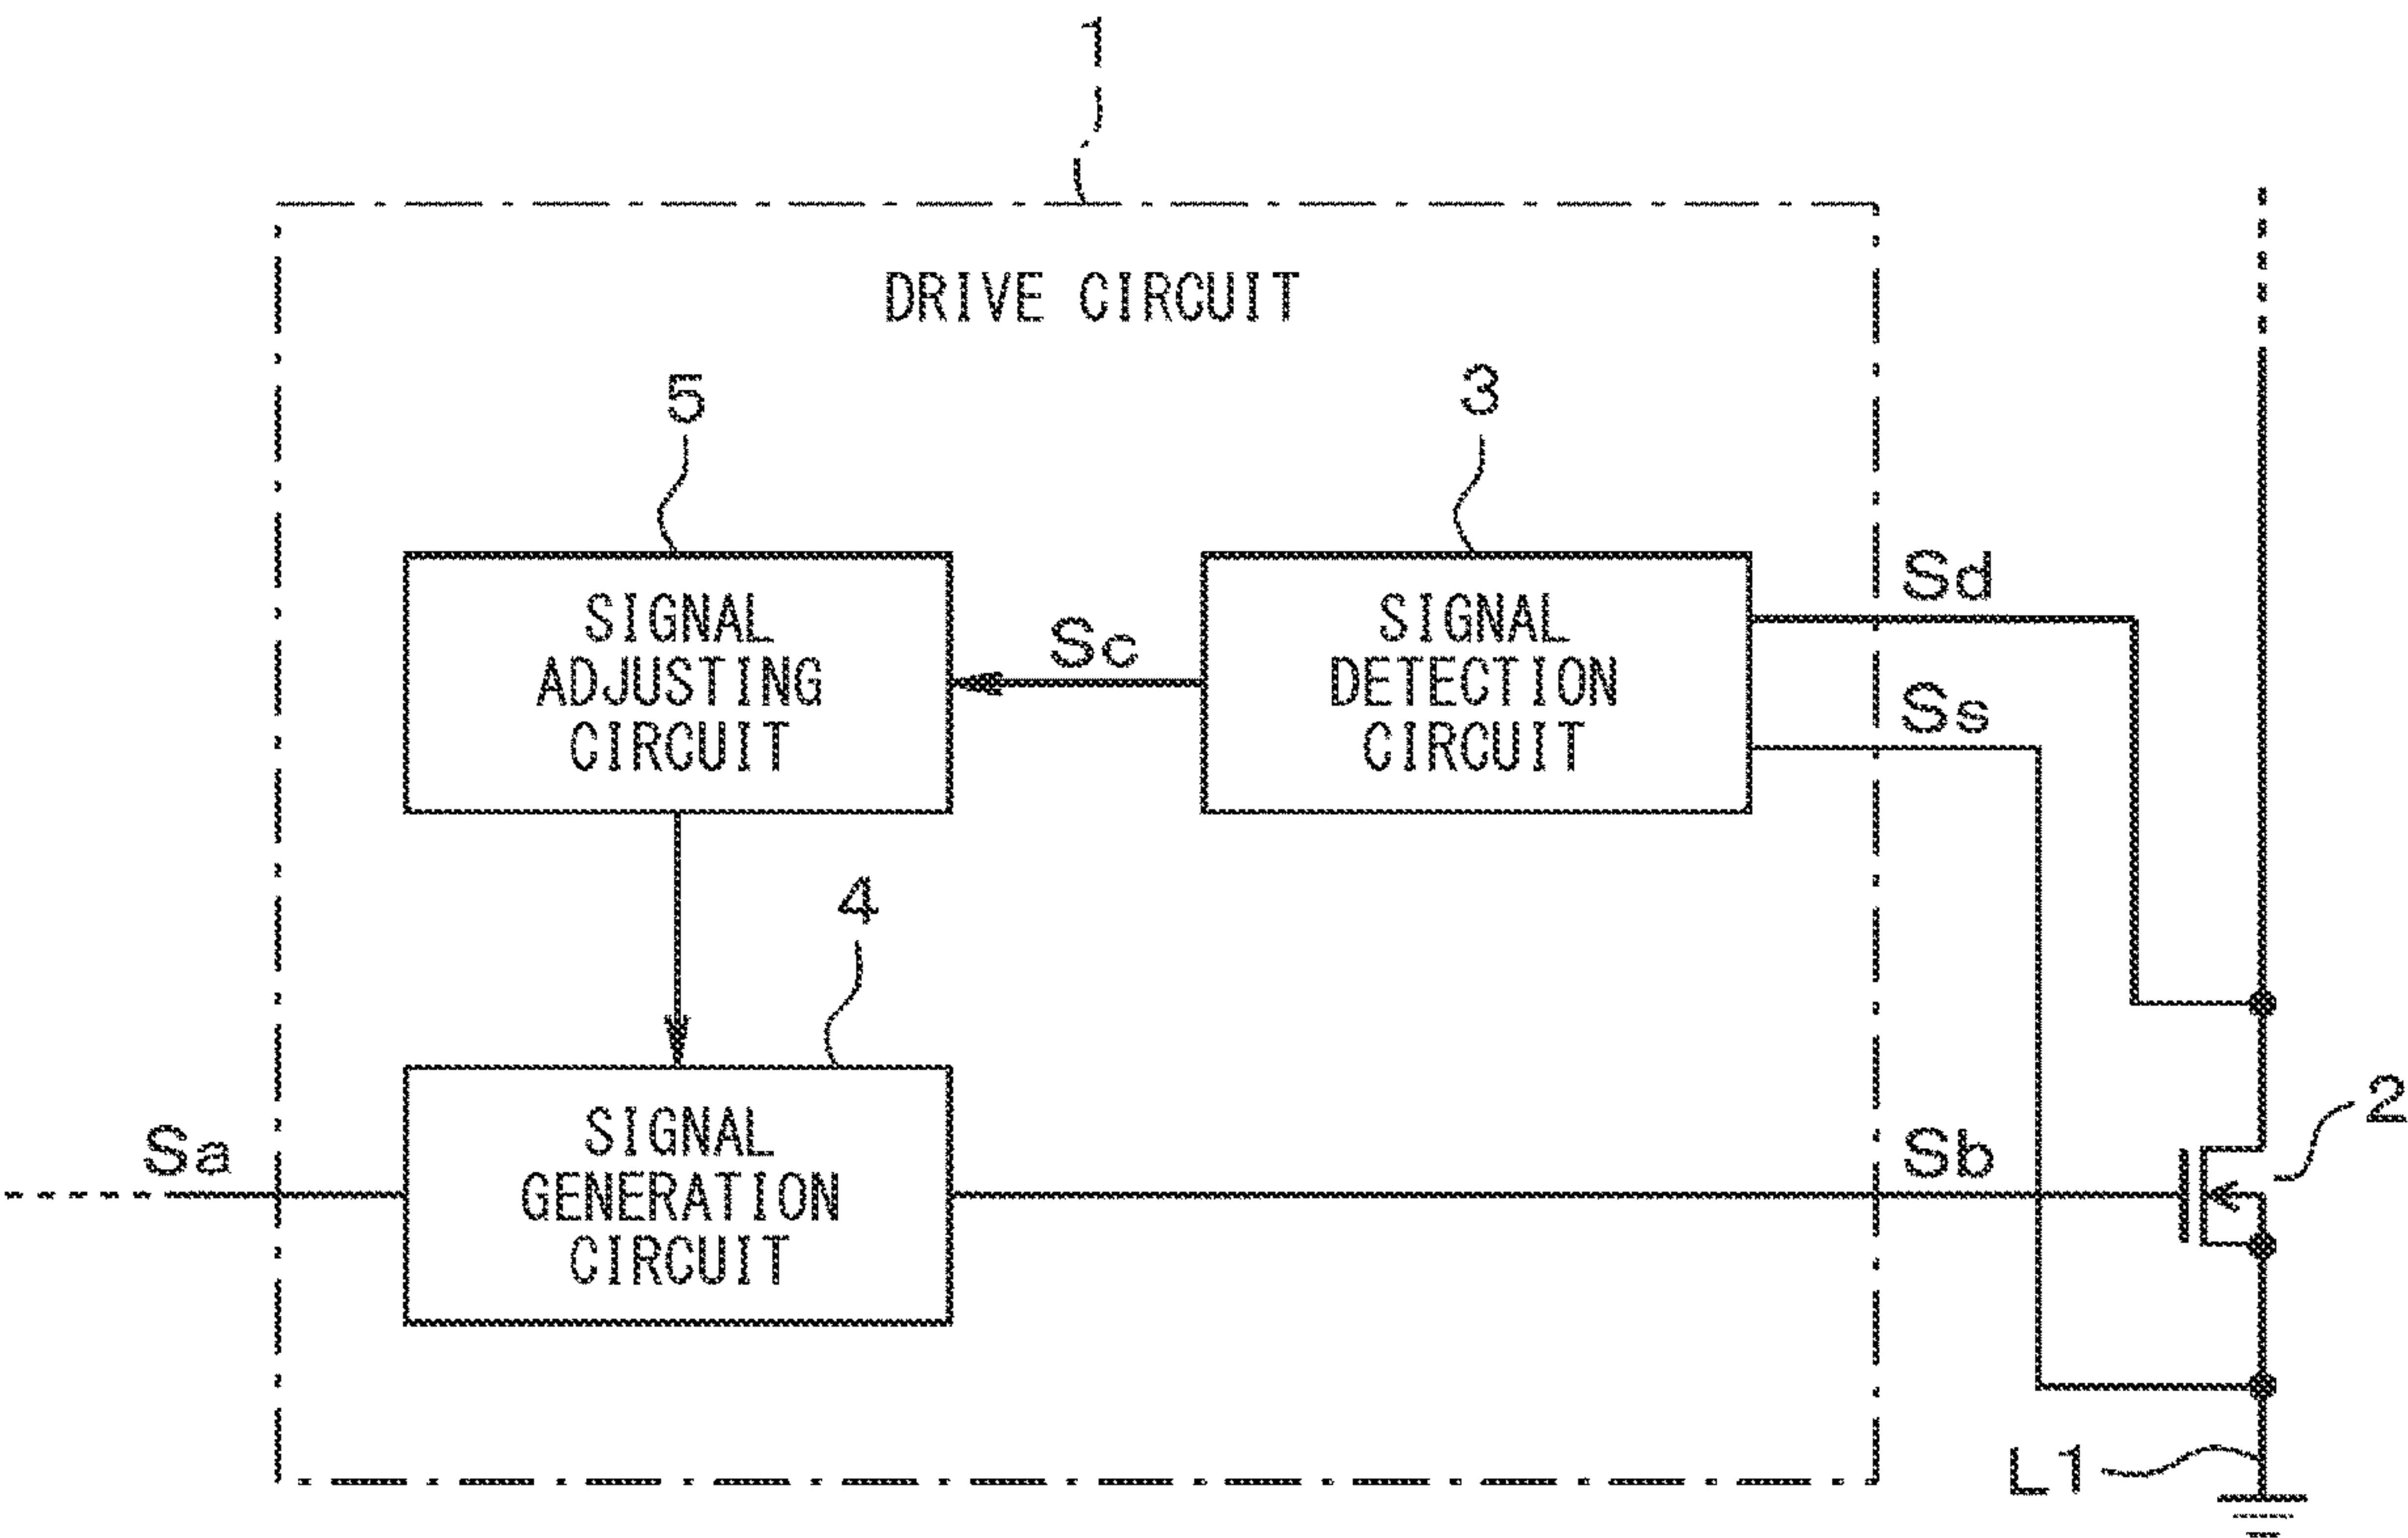 1
DRIVE CIRCUIT
5
3
SIGNAL
ADJUSTING
CIRCUIT
Sc
SIGNAL
DETECTION
CIRCUIT
Sd
Ss
4
Sa
SIGNAL
GENERATION
CIRCUIT
Sb
2
L1